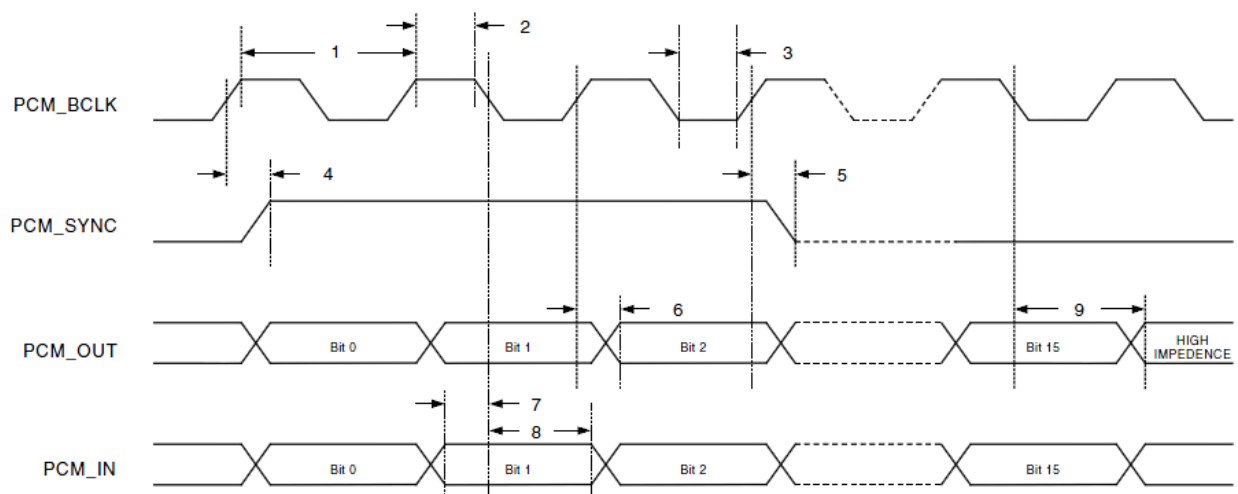 1
2
3
PCM_BCLK
4
5
PCM_SYNC
6
9
PCM_OUT
Bit 0
Bit 1
Bit 2
Bit 15
HIGH
IMPEDENCE
7
8
PCM_IN
Bit 0
Bit 1
Bit 2
Bit 15